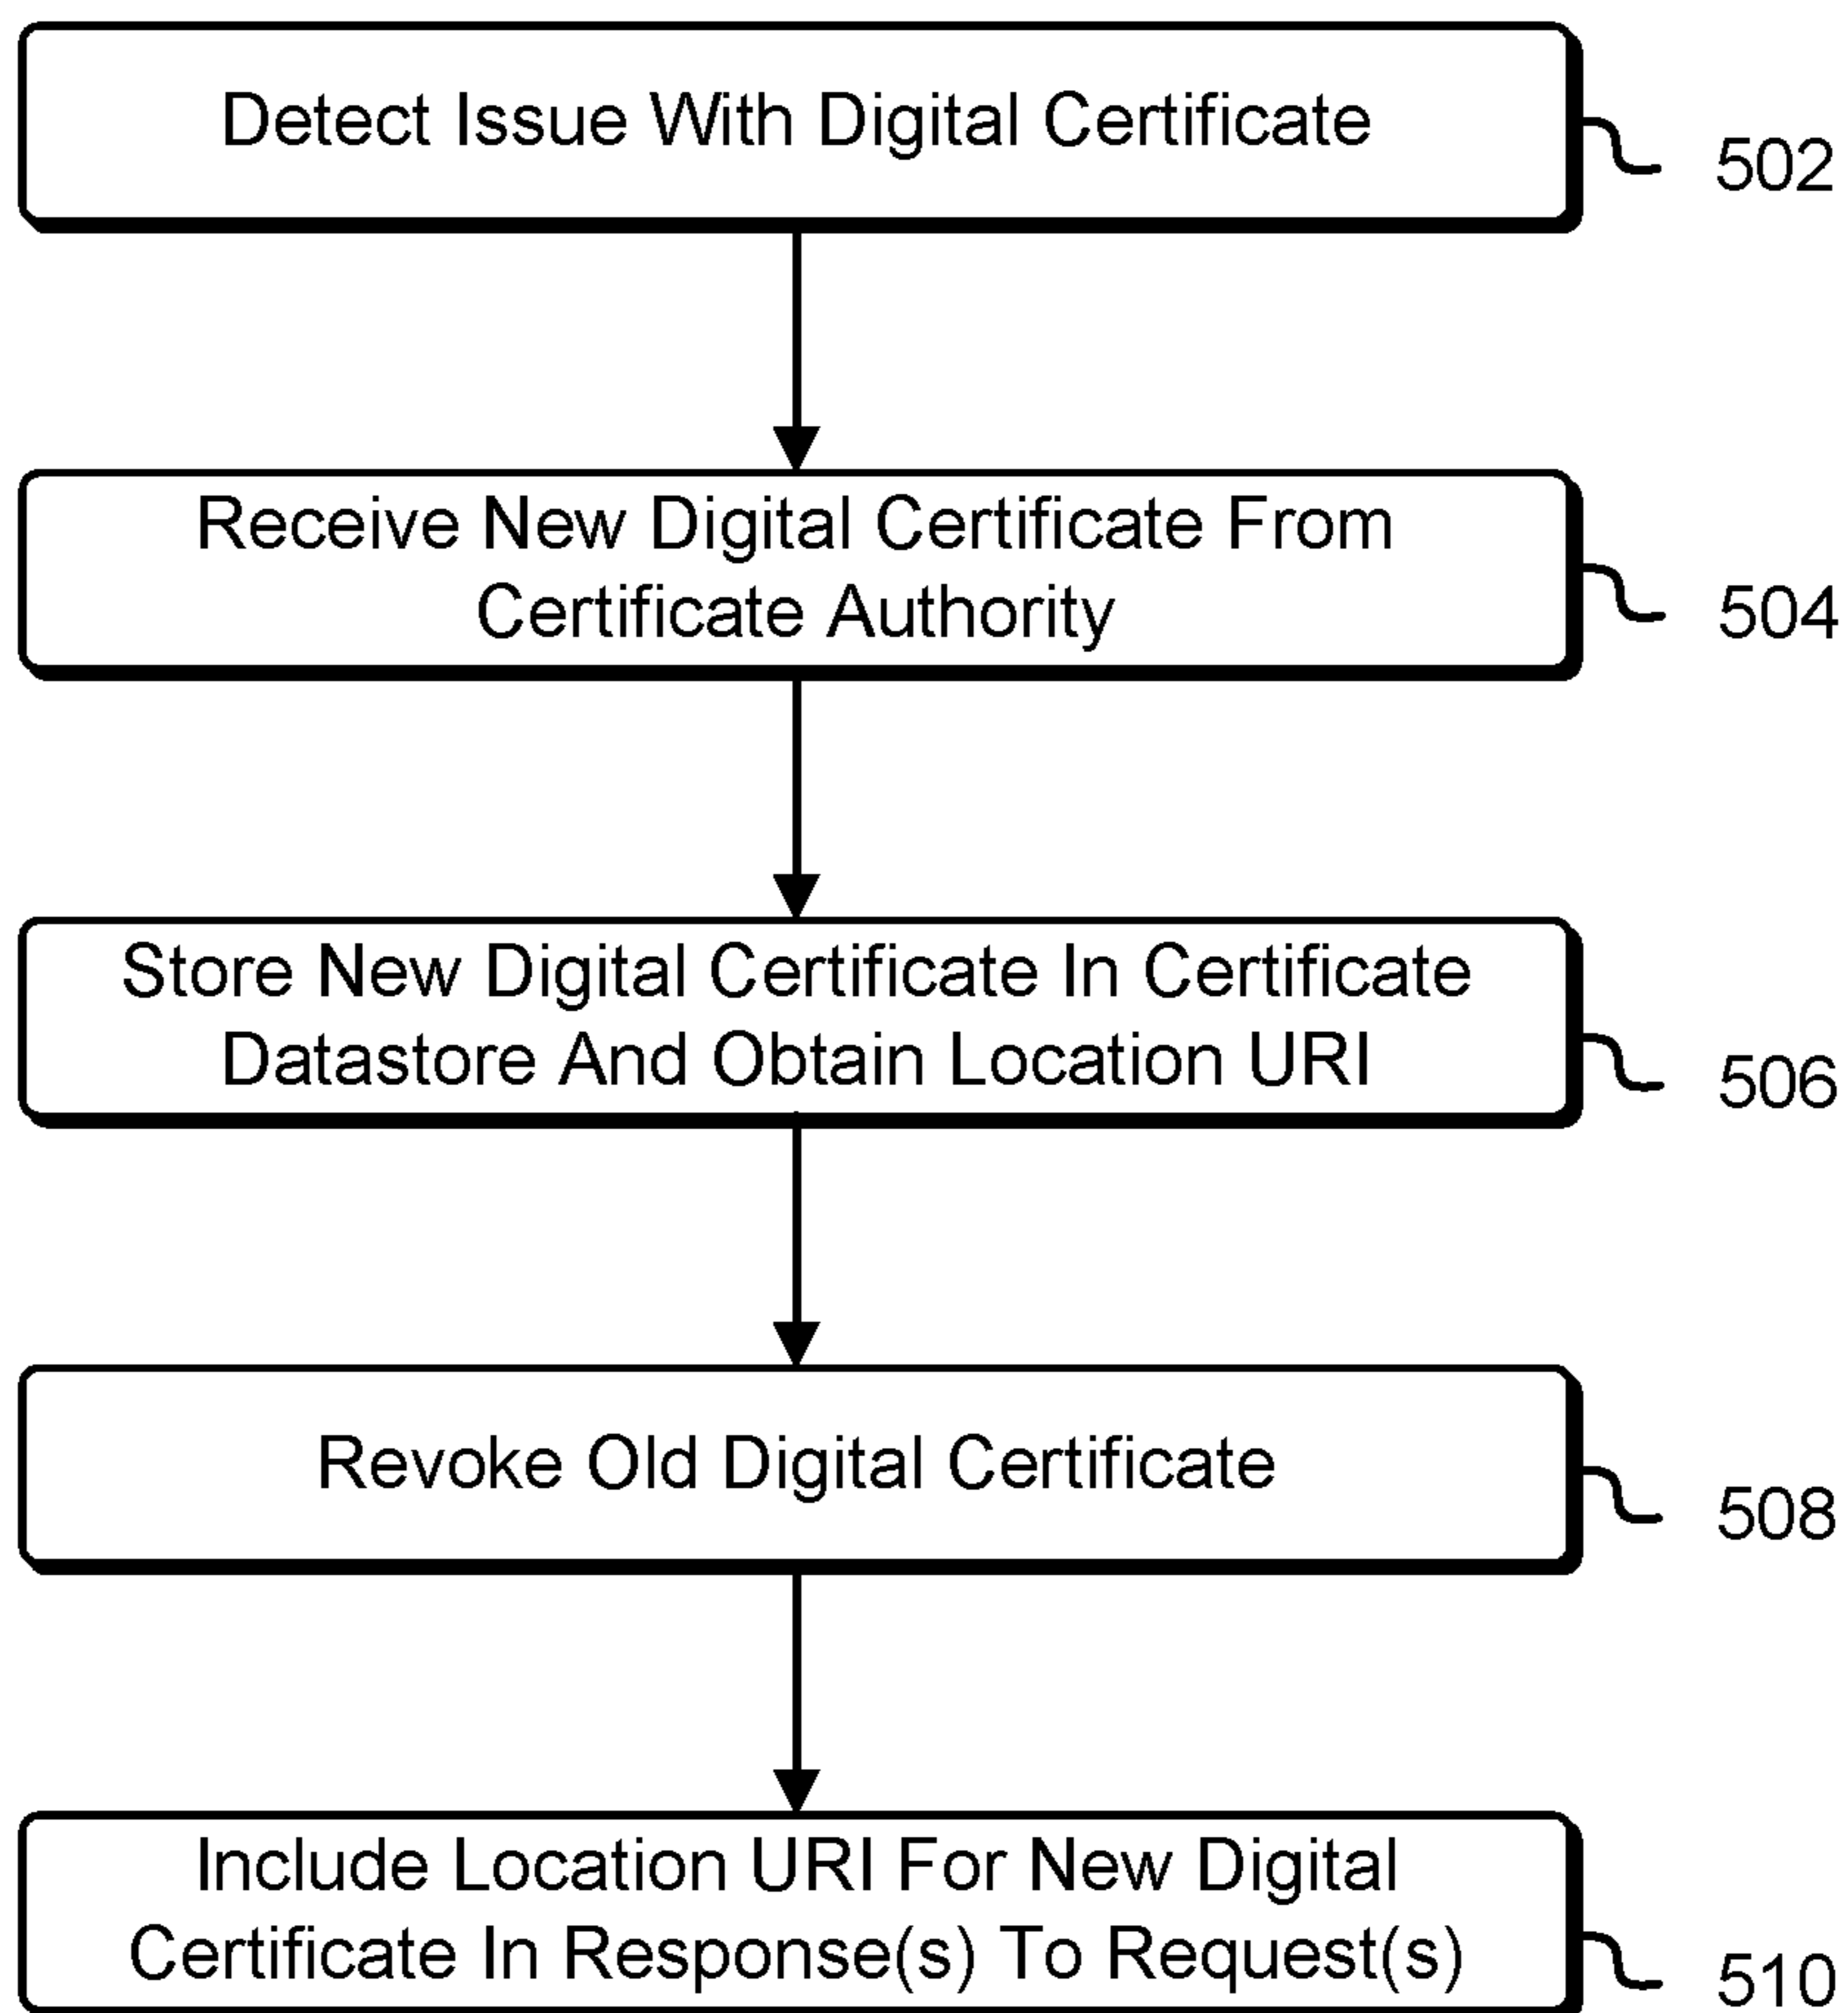 Detect Issue With Digital Certificate
502
Receive New Digital Certificate From
Certificate Authority
504
Store New Digital Certificate In Certificate
Datastore And Obtain Location URI
506
Revoke Old Digital Certificate
508
Include Location URI For New Digital
Certificate In Response(s) To Request(s)
510